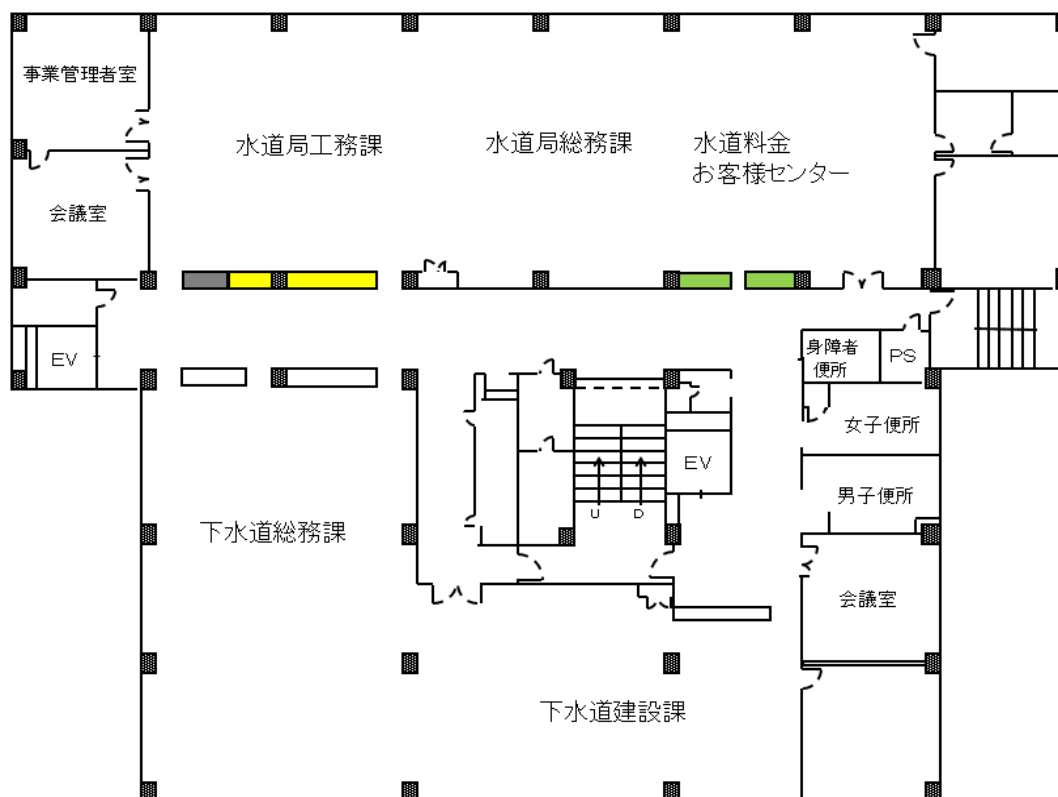 事業管理者室
水道局工務課
水道局総務課
水道料金
お客様センター
会議室
EV
身障者
便所
PS
女子便所
EV
男子便所
U
D
下水道総務課
会議室
下水道建設課